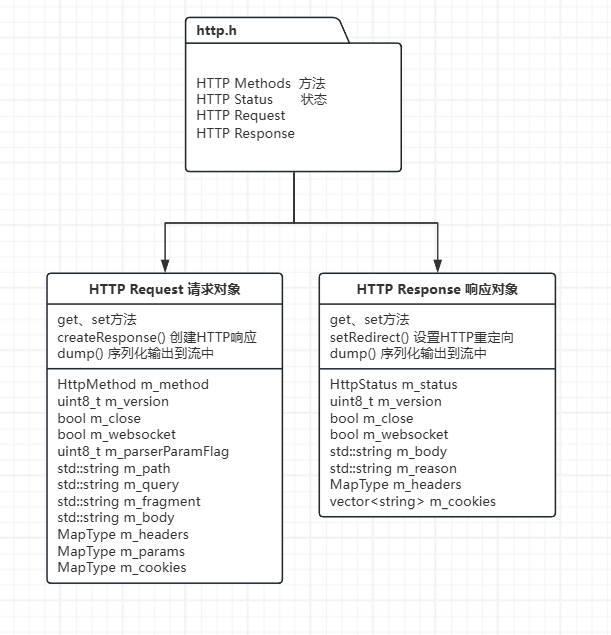 http.h
HTTP Methods 方法
HTTP Status 状态
HTTP Request
HTTP Response
HTTP Request 请求对象
get、set方法
createResponse() 创建HTTP响应
dump() 序列化输出到流中
HttpMethod m_method
uint8_t m_version
bool m_close
bool m_websocket
uint8_t m_parserParamFlag
std::string m_path
std::string m_query
std::string m_fragment
std::string m_body
MapType m_headers
MapType m_params
MapType m_cookies
HTTP Response 响应对象
get、set方法
setRedirect() 设置HTTP重定向
dump() 序列化输出到流中
HttpStatus m_status
uint8_t m_version
bool m_close
bool m_websocket
std::string m_body
std::string m_reason
MapType m_headers
vector<string> m_cookies